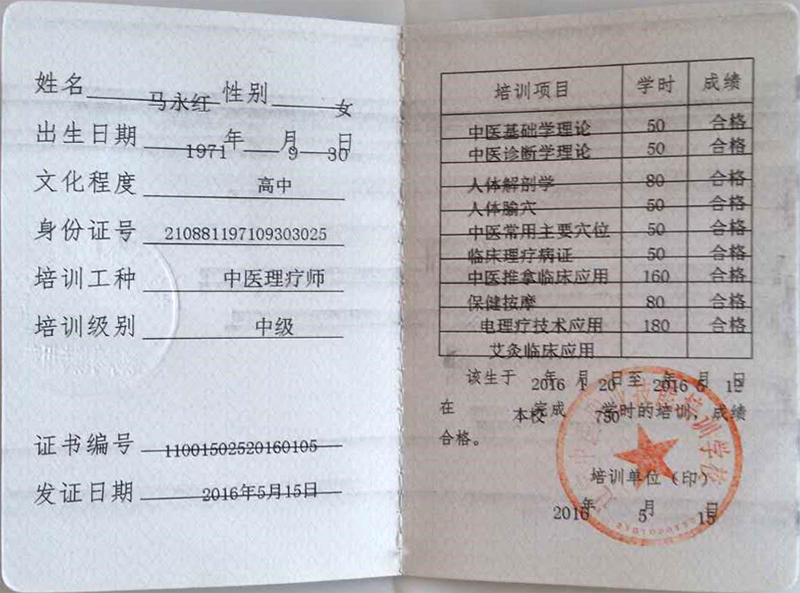 姓名 马永红 性别 女
出生日期 1971 年 9 月 30 日
文化程度 高中
身份证号 210881197109303025
培训工种 中医理疗师
培训级别 中级
证书编号 11001502520160105
发证日期 2016年5月15日
培训项目 学时 成绩
中医基础学理论 50 合格
中医诊断学理论 50 合格
人体解剖学 80 合格
人体腧穴 50 合格
中医常用主要穴位 50 合格
临床理疗病证 50 合格
中医推拿临床应用 160 合格
保健按摩 80 合格
电理疗技术应用 180 合格
艾灸临床应用
该生于 2016 年 1 月 20 日至 2016 年 月 12 日
在 本校 完成 750 学时的培训,成绩
合格。
培训单位(印)
2016 年 5 月 15